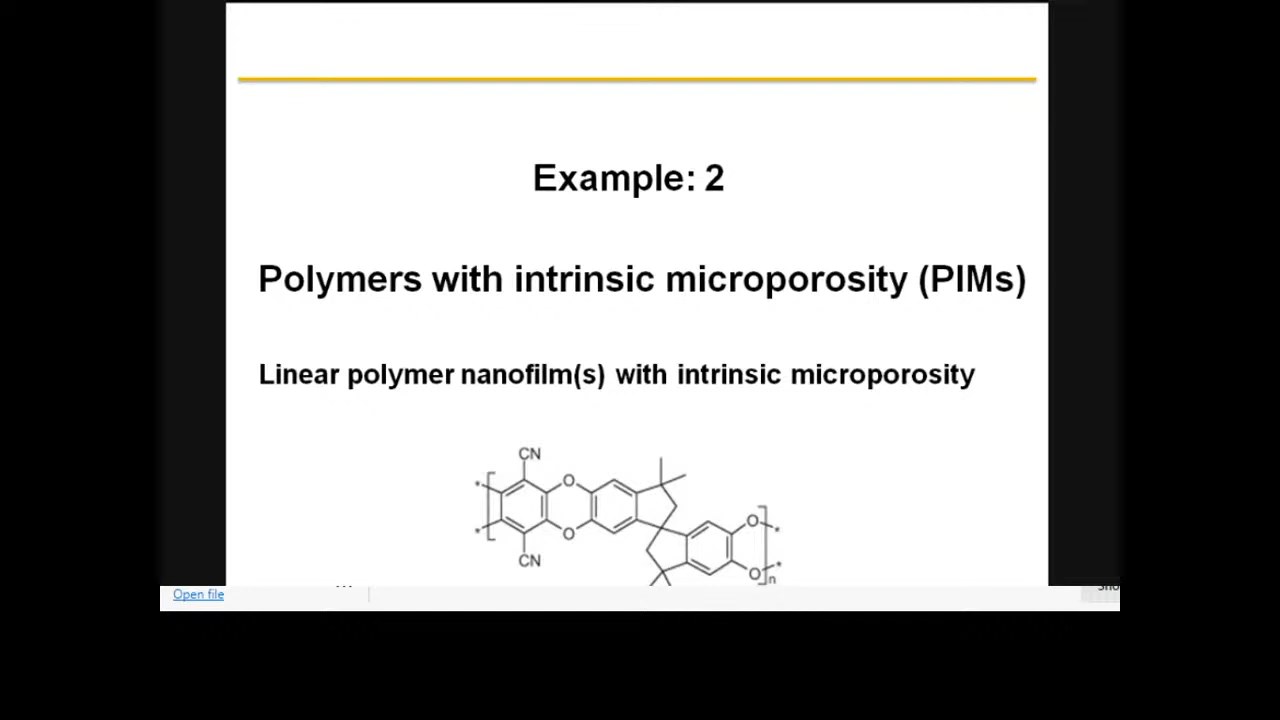 Example: 2
Polymers with intrinsic microporosity (PIMs)
Linear polymer nanofilm(s) with intrinsic microporosity
CN
* O *
O
* O *
O n
CN
Open file